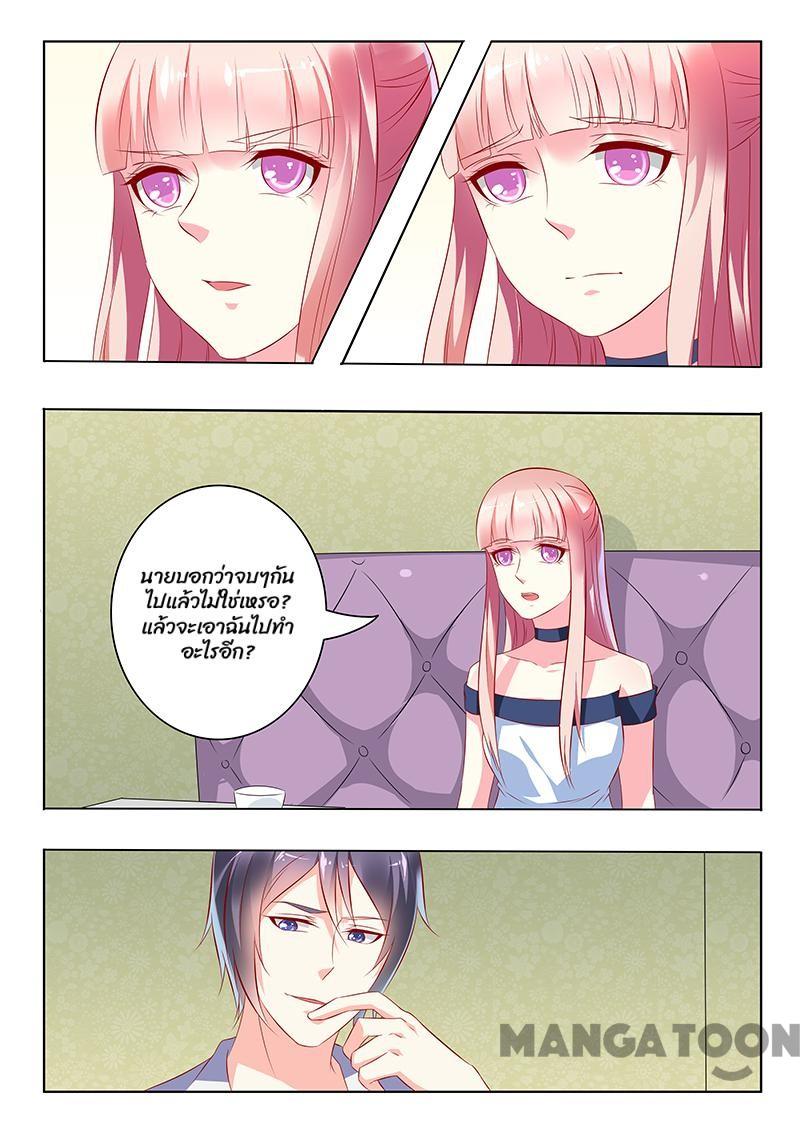 นายบอกว่าจบๆกัน
ไปแล้วไม่ใช่เหรอ?
แล้วจะเอาฉันไปทำ
อะไรอีก?
MANGATOON